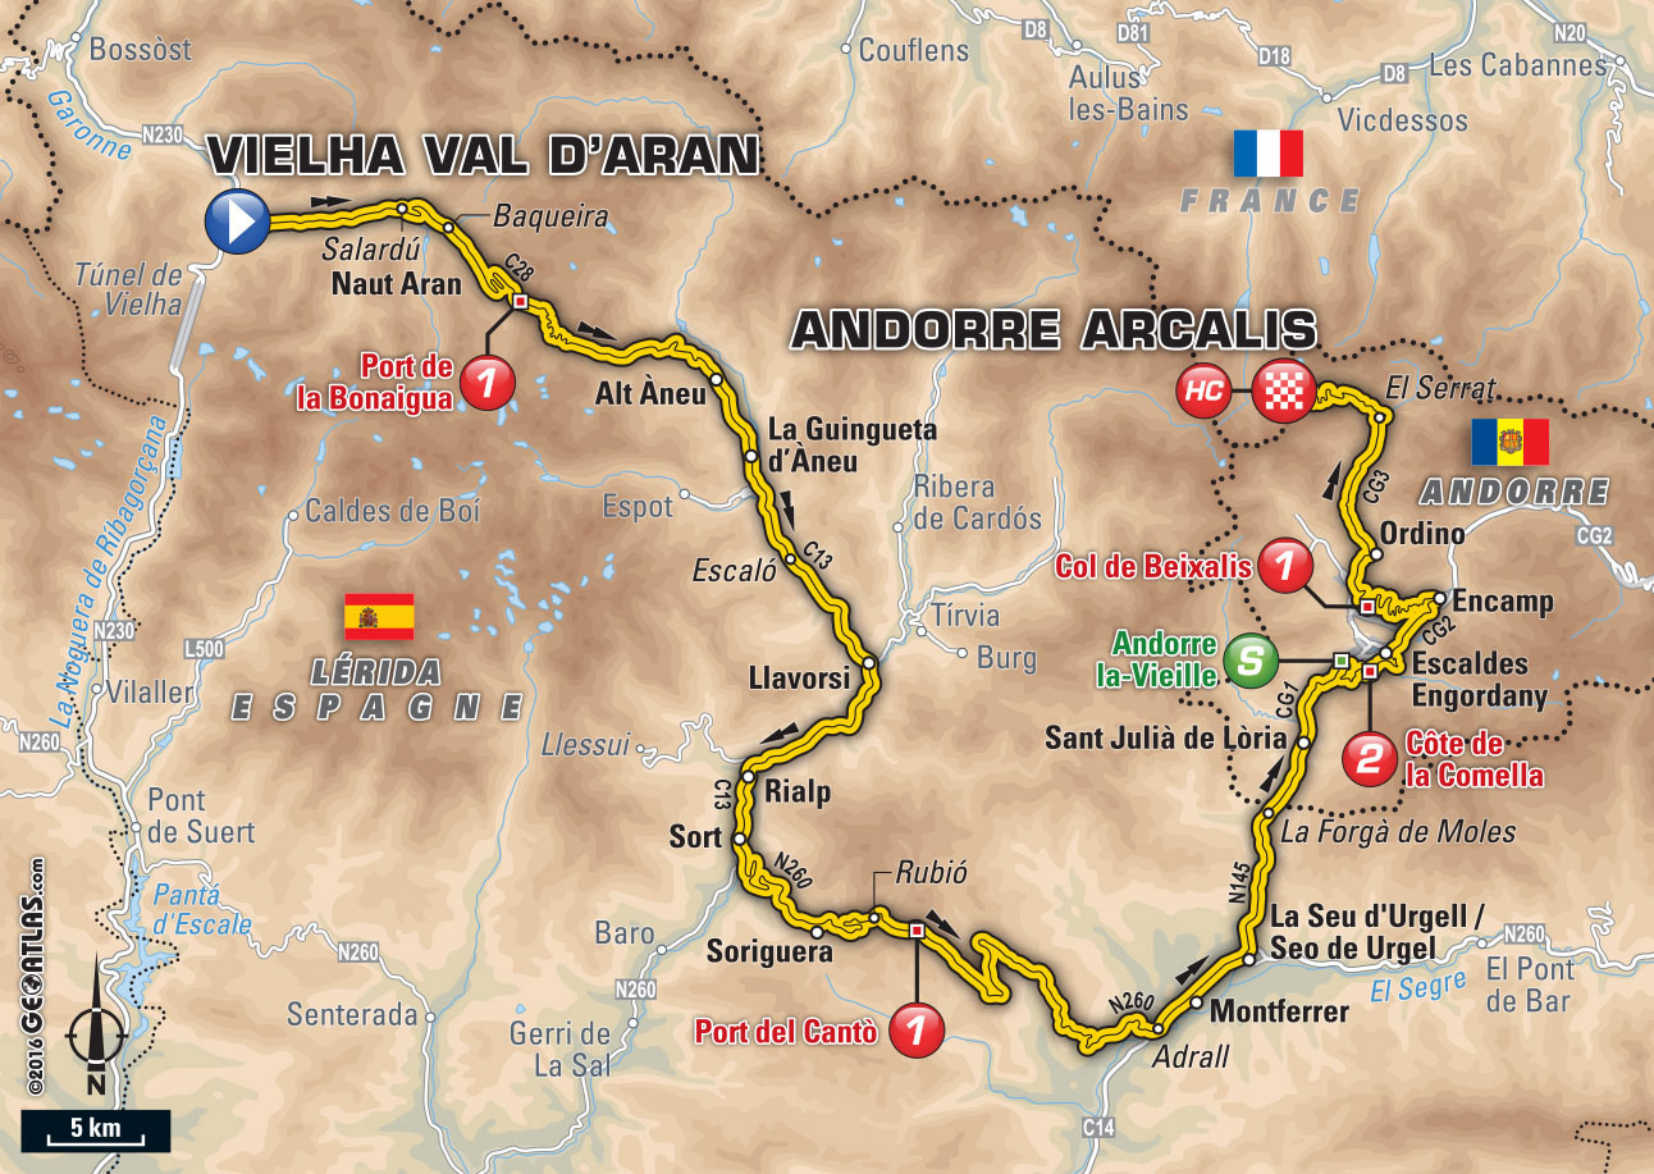 Bossòst
Garonne
N230
VIELHA VAL D'ARAN
Couflens
D8
D81
Aulus-
les-Bains
D18
D8
N20
Les Cabannes
Vicdessos
FRANCE
Baqueira
Salardú
Naut Aran
C28
Túnel de
Vielha
Port de
la Bonaigua
1
Alt Àneu
La Guingueta
d'Àneu
ANDORRE ARCALIS
HC
El Serrat
ANDORRE
CG3
CG2
Ordino
Col de Beixalis
1
Encamp
CG2
Andorre
la-Vieille
S
Escaldes
Engordany
CG1
Sant Julià de Lòria
2
Côte de
la Comella
La Forgà de Moles
N145
La Noguera de Ribagorçana
Caldes de Boí
Espot
Ribera
de Cardós
Escaló
C13
Tírvia
Burg
N230
L500
LÉRIDA
ESPAGNE
Vilaller
N260
Llavorsi
Llessui
C13
Rialp
Sort
N260
Rubió
Pont
de Suert
Pantá
d'Escale
N260
Baro
Soriguera
N260
Senterada
Gerri de
La Sal
Port del Cantò
1
N260
Adrall
Montferrer
La Seu d'Urgell /
Seo de Urgel
N260
El Segre
El Pont
de Bar
C14
©2016 GEOATLAS.com
N
5 km